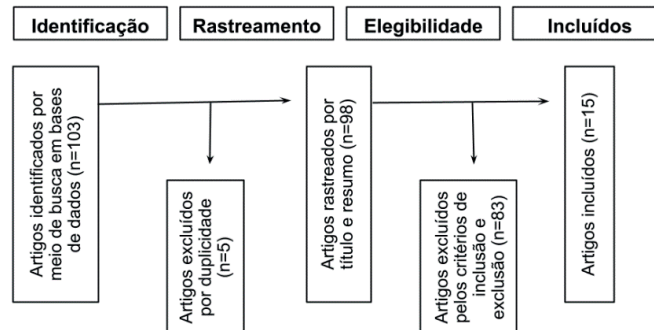 Identificação
Rastreamento
Elegibilidade
Incluídos
Artigos identificados por
meio de busca em bases
de dados (n=103)
Artigos excluídos
por duplicidade
(n=5)
Artigos rastreados por
título e resumo (n=98)
Artigos excluídos
pelos critérios de
inclusão e
exclusão (n=83)
Artigos incluídos (n=15)